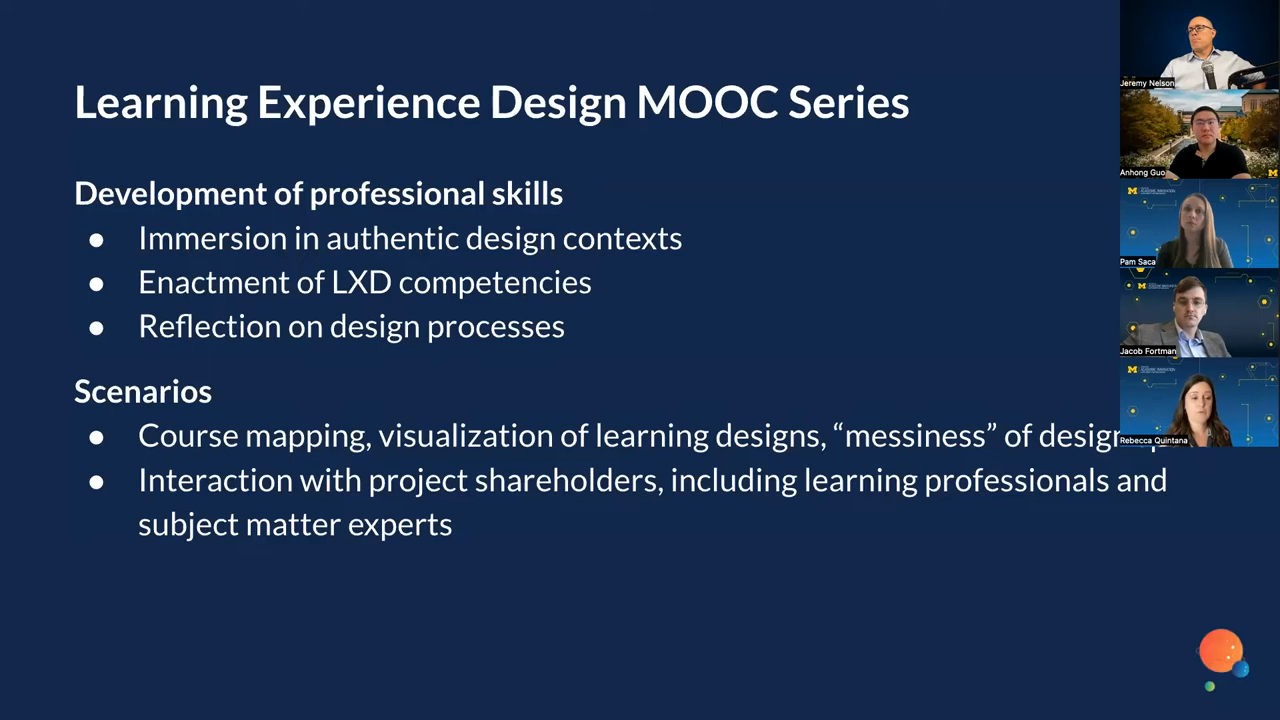 Learning Experience Design MOOC Series
Development of professional skills
● Immersion in authentic design contexts
● Enactment of LXD competencies
● Reflection on design processes
Scenarios
● Course mapping, visualization of learning designs, “messiness” of design
● Interaction with project shareholders, including learning professionals and
subject matter experts
Jeremy Nelson
Anhong Guo
Pam Saca
Jacob Fortman
Rebecca Quintana